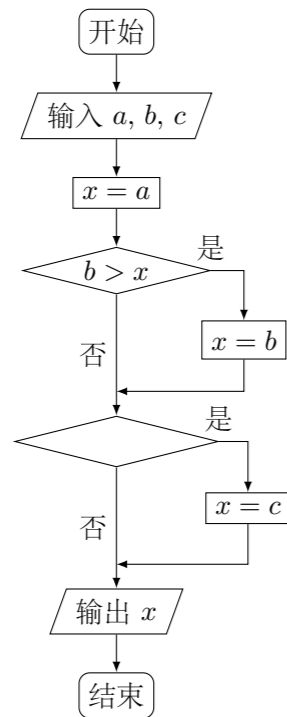 开始
输入 a, b, c
x = a
b > x
是
x = b
否
是
x = c
否
输出 x
结束